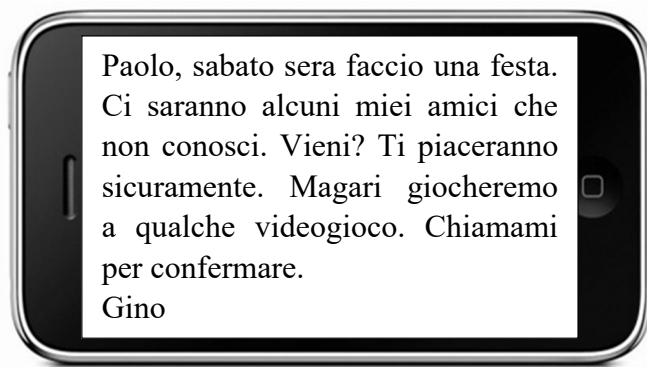 Paolo, sabato sera faccio una festa.
Ci saranno alcuni miei amici che
non conosci. Vieni? Ti piaceranno
sicuramente. Magari giocheremo
a qualche videogioco. Chiamami
per confermare.
Gino